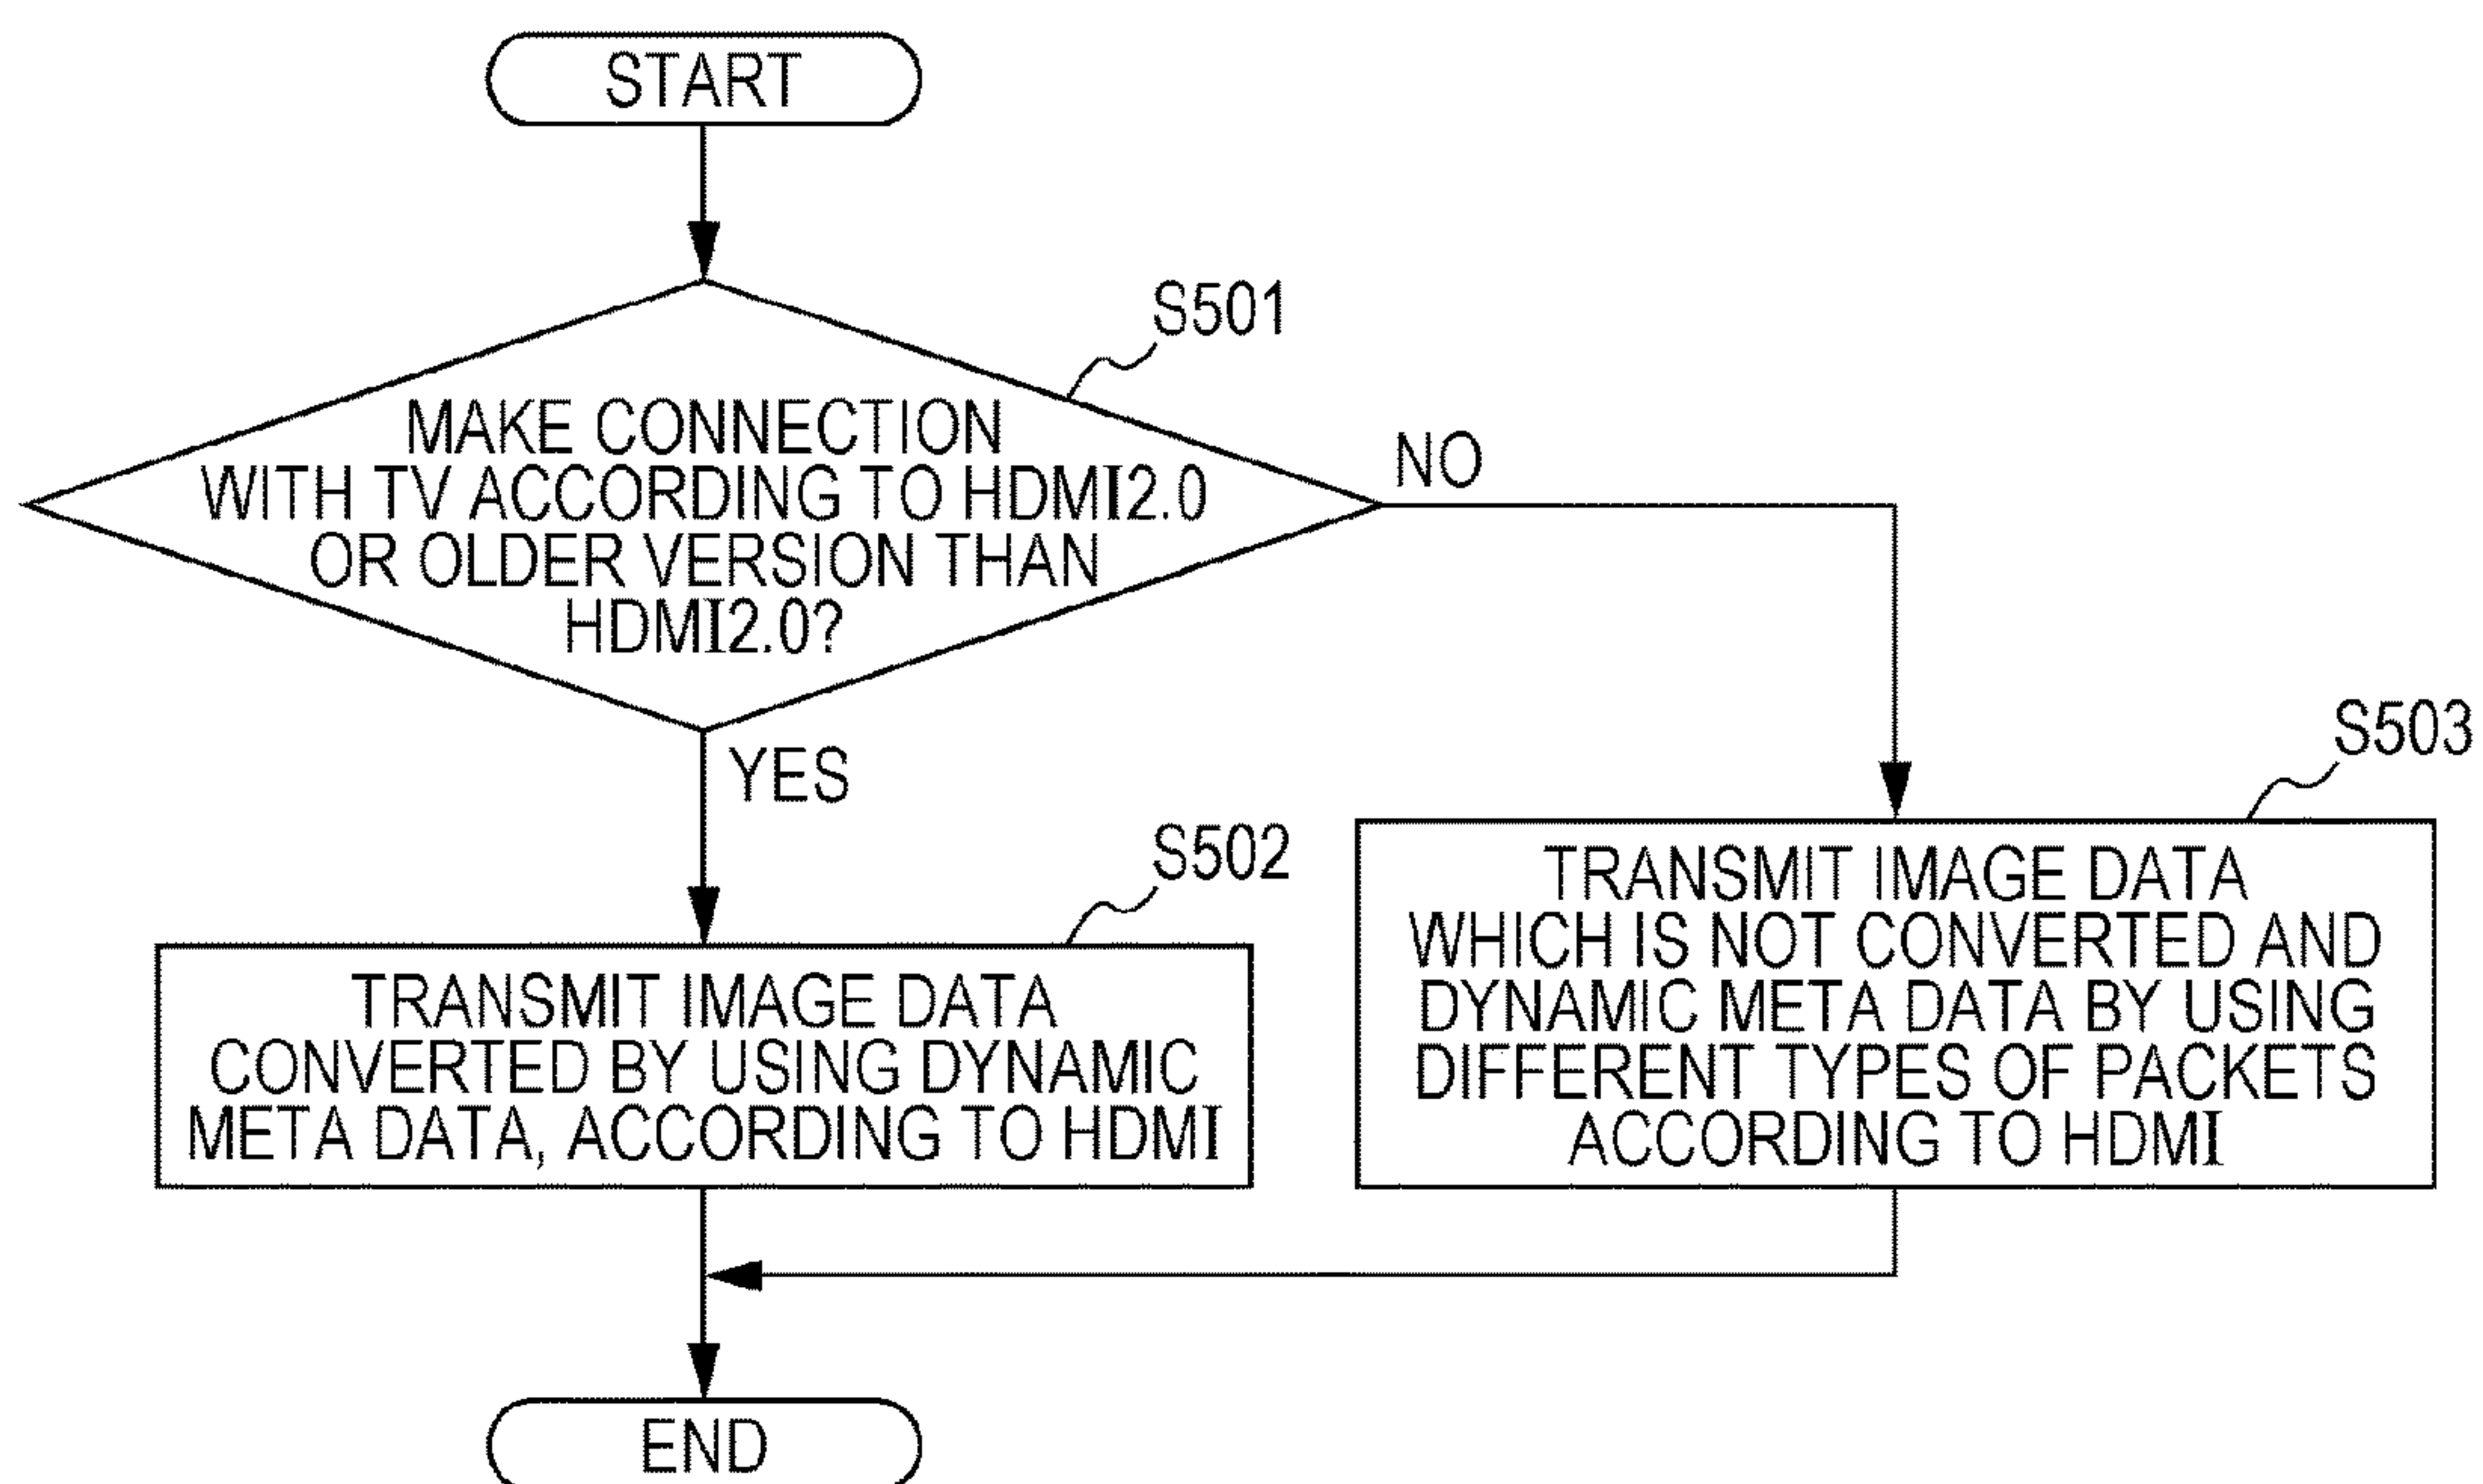 START
S501
MAKE CONNECTION
WITH TV ACCORDING TO HDMI2.0
OR OLDER VERSION THAN
HDMI2.0?
NO
YES
S502
TRANSMIT IMAGE DATA
CONVERTED BY USING DYNAMIC
META DATA, ACCORDING TO HDMI
S503
TRANSMIT IMAGE DATA
WHICH IS NOT CONVERTED AND
DYNAMIC META DATA BY USING
DIFFERENT TYPES OF PACKETS
ACCORDING TO HDMI
END